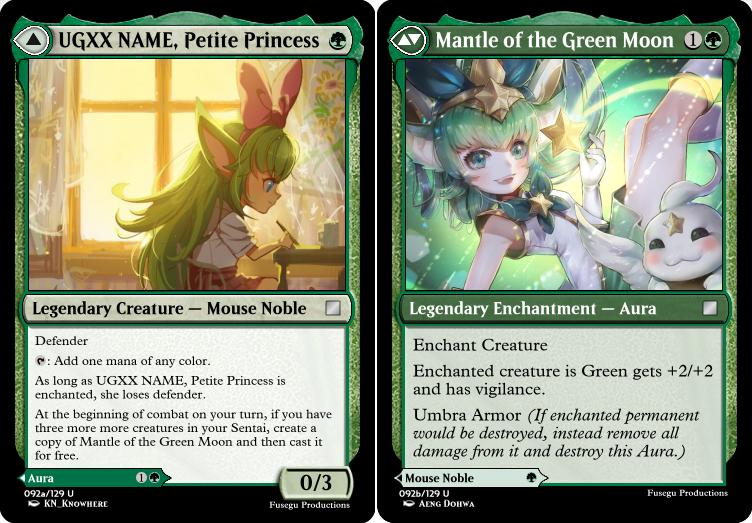 UGXX NAME, Petite Princess
Legendary Creature — Mouse Noble
Defender
: Add one mana of any color.
As long as UGXX NAME, Petite Princess is
enchanted, she loses defender.
At the beginning of combat on your turn, if you have
three more more creatures in your Sentai, create a
copy of Mantle of the Green Moon and then cast it
for free.
Aura 1
0/3
092a/129 U
KN_Knowhere
Fusegu Productions
Mantle of the Green Moon 1
Legendary Enchantment — Aura
Enchant Creature
Enchanted creature is Green gets +2/+2
and has vigilance.
Umbra Armor (If enchanted permanent
would be destroyed, instead remove all
damage from it and destroy this Aura.)
Mouse Noble
092b/129 U
Aeng Dohwa
Fusegu Productions